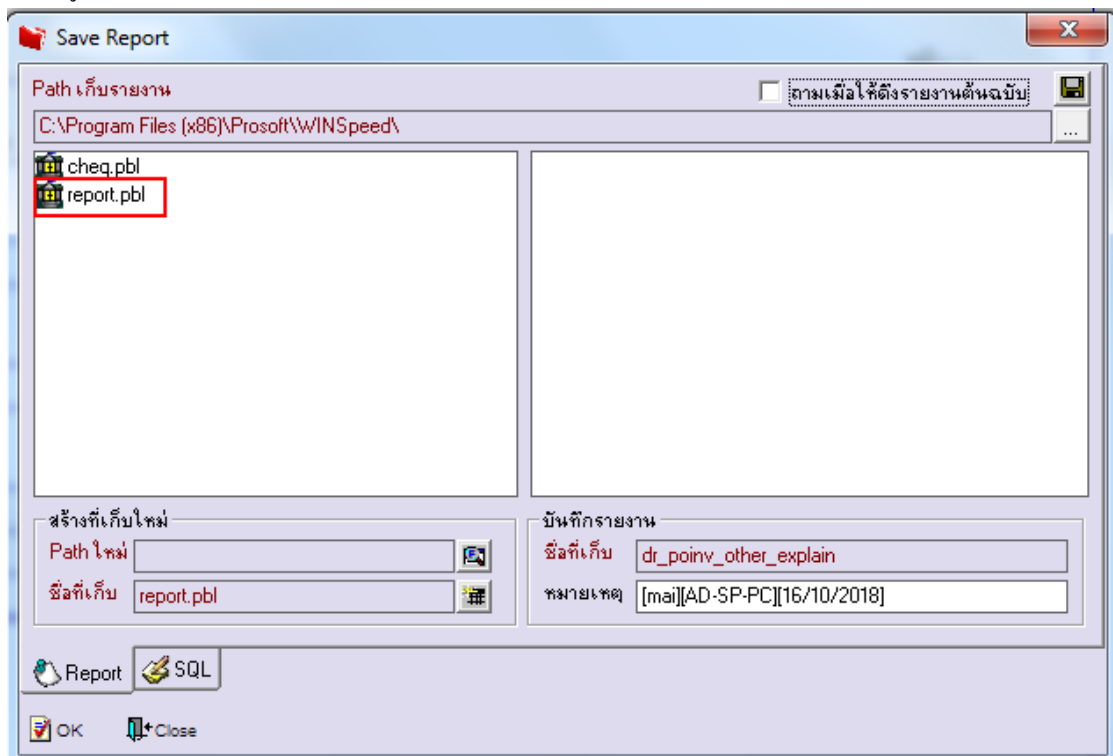 Save Report
Path เก็บรายงาน
ถามเมื่อให้ดึงรายงานต้นฉบับ
C:\Program Files (x86)\Prosoft\WINSpeed\
...
cheq.pbl
report.pbl
สร้างที่เก็บใหม่
Path ใหม่
ชื่อที่เก็บ report.pbl
บันทึกรายงาน
ชื่อที่เก็บ dr_poinv_other_explain
หมายเหตุ [mai][AD-SP-PC][16/10/2018]
Report SQL
OK Close